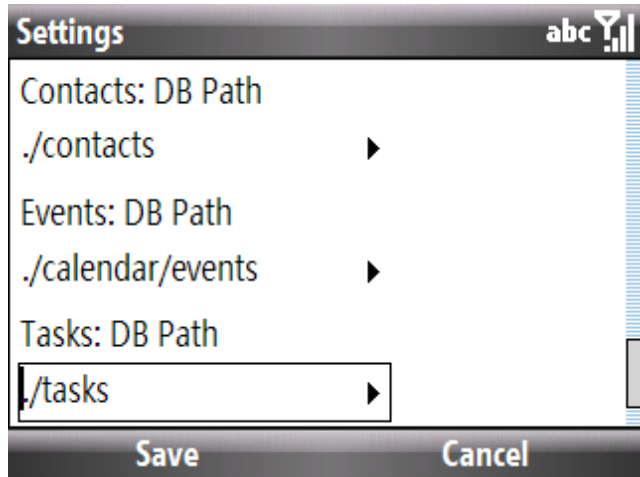 Settings
abc
Contacts: DB Path
./contacts
Events: DB Path
./calendar/events
Tasks: DB Path
./tasks
Save Cancel